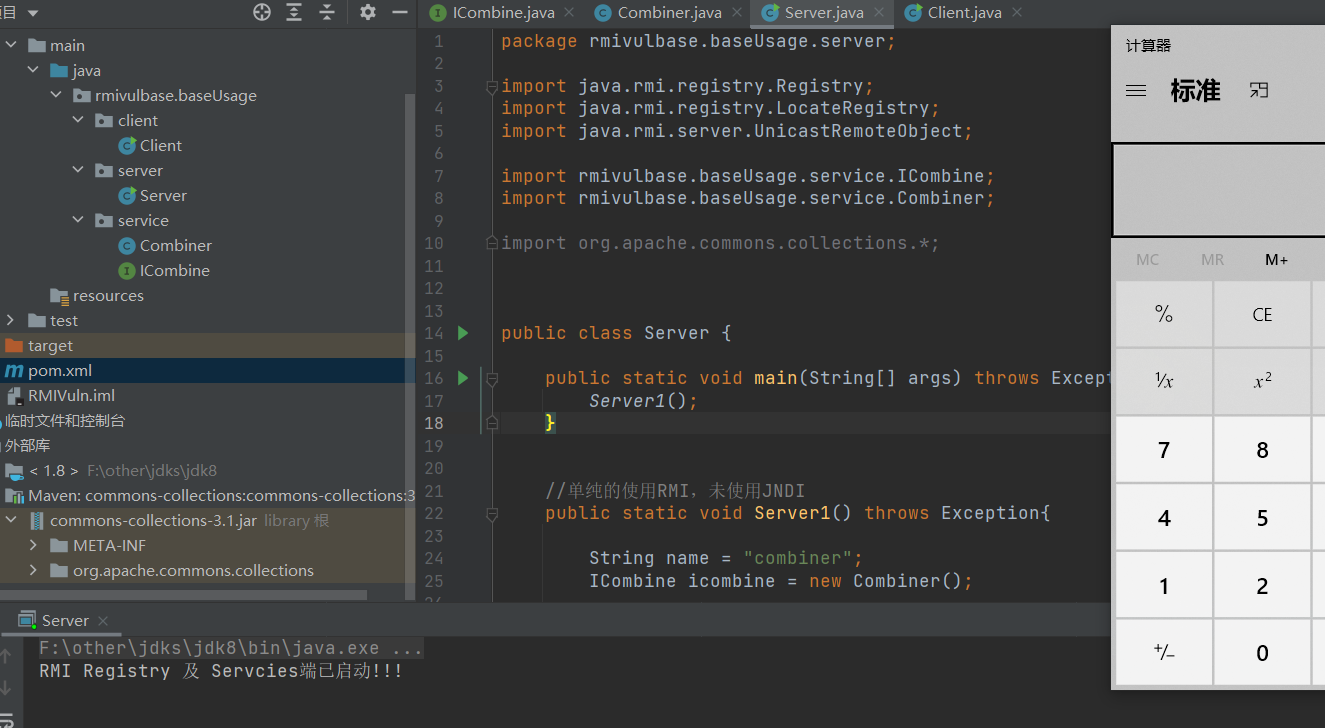 项目
ICombine.java
Combiner.java
Server.java
Client.java
main
java
rmivulbase.baseUsage
client
Client
server
Server
service
Combiner
ICombine
resources
test
target
pom.xml
RMIVuln.iml
临时文件和控制台
外部库
< 1.8 > F:\other\jdks\jdk8
Maven: commons-collections:commons-collections:3
commons-collections-3.1.jar library 根
META-INF
org.apache.commons.collections
1 package rmivulbase.baseUsage.server;
2
3 import java.rmi.registry.Registry;
4 import java.rmi.registry.LocateRegistry;
5 import java.rmi.server.UnicastRemoteObject;
6
7 import rmivulbase.baseUsage.service.ICombine;
8 import rmivulbase.baseUsage.service.Combiner;
9
10 import org.apache.commons.collections.*;
11
12
13
14 public class Server {
15
16 public static void main(String[] args) throws Except
17 Server1();
18 }
19
20
21 //单纯的使用RMI，未使用JNDI
22 public static void Server1() throws Exception{
23
24 String name = "combiner";
25 ICombine icombine = new Combiner();
计算器
标准
MC MR M+
% CE
1/x x2
7 8
4 5
1 2
+/- 0
Server
F:\other\jdks\jdk8\bin\java.exe ...
RMI Registry 及 Servcies端已启动!!!